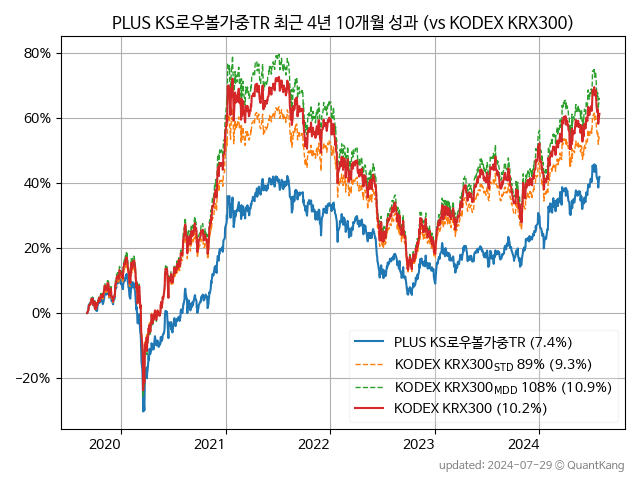 PLUS KS로우볼가중TR 최근 4년 10개월 성과 (vs KODEX KRX300)
80%
60%
40%
20%
0%
−20%
PLUS KS로우볼가중TR (7.4%)
KODEX KRX300STD 89% (9.3%)
KODEX KRX300MDD 108% (10.9%)
KODEX KRX300 (10.2%)
2020 2021 2022 2023 2024
updated: 2024-07-29 © QuantKang